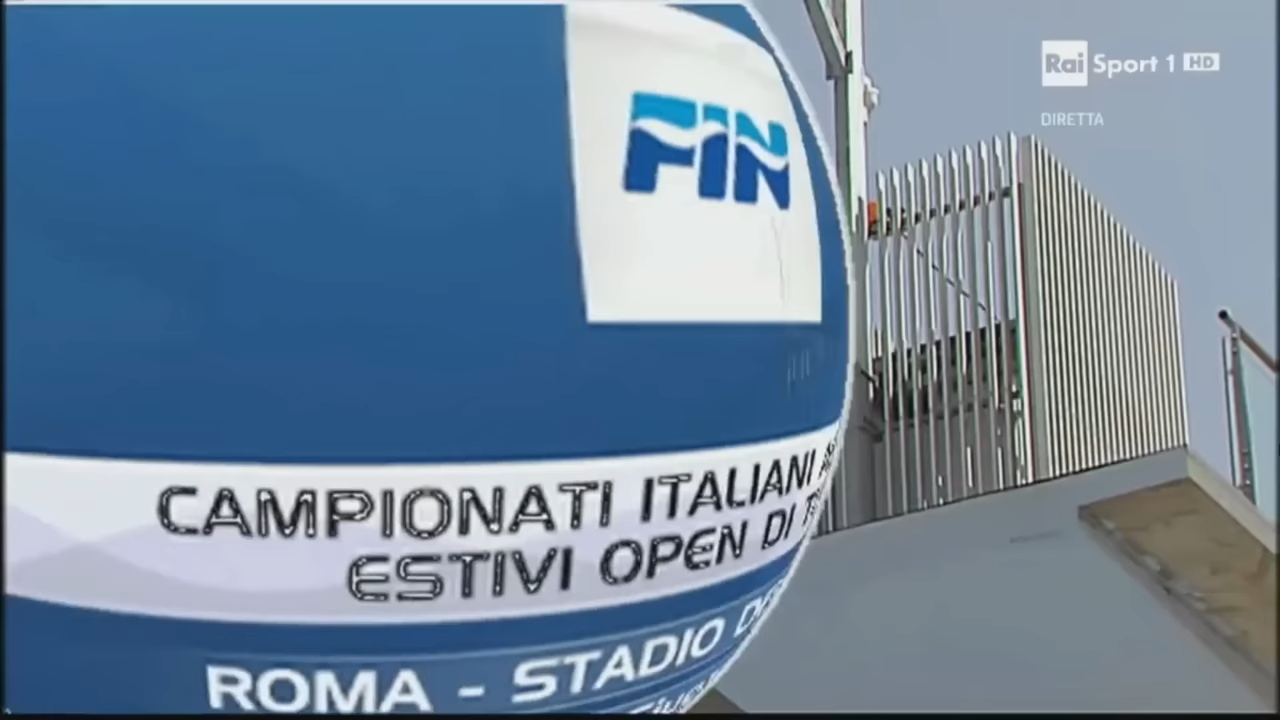 Rai Sport 1 HD
DIRETTA
FIN
CAMPIONATI ITALIANI
ESTIVI OPEN DI
ROMA - STADIO